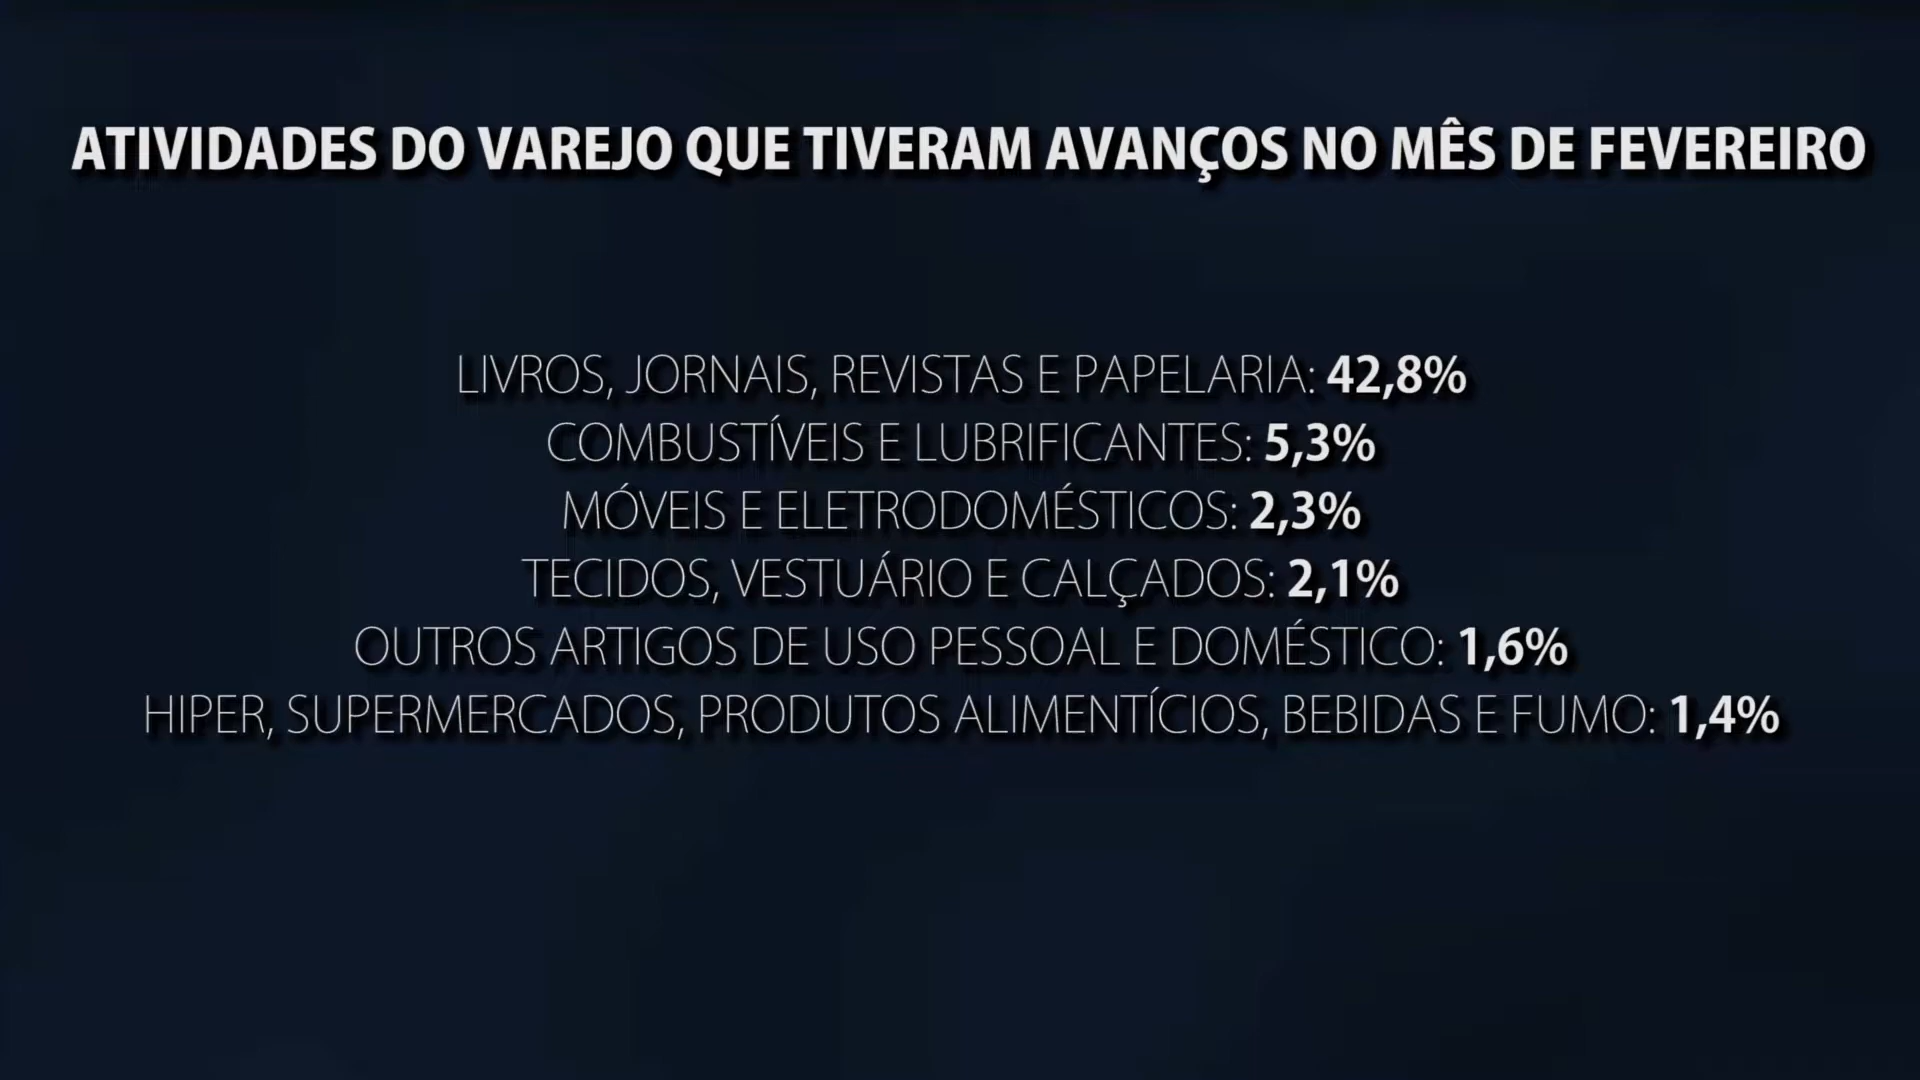 ATIVIDADES DO VAREJO QUE TIVERAM AVANÇOS NO MÊS DE FEVEREIRO
LIVROS, JORNAIS, REVISTAS E PAPELARIA: 42,8%
COMBUSTÍVEIS E LUBRIFICANTES: 5,3%
MÓVEIS E ELETRODOMÉSTICOS: 2,3%
TECIDOS, VESTUÁRIO E CALÇADOS: 2,1%
OUTROS ARTIGOS DE USO PESSOAL E DOMÉSTICO: 1,6%
HIPER, SUPERMERCADOS, PRODUTOS ALIMENTÍCIOS, BEBIDAS E FUMO: 1,4%